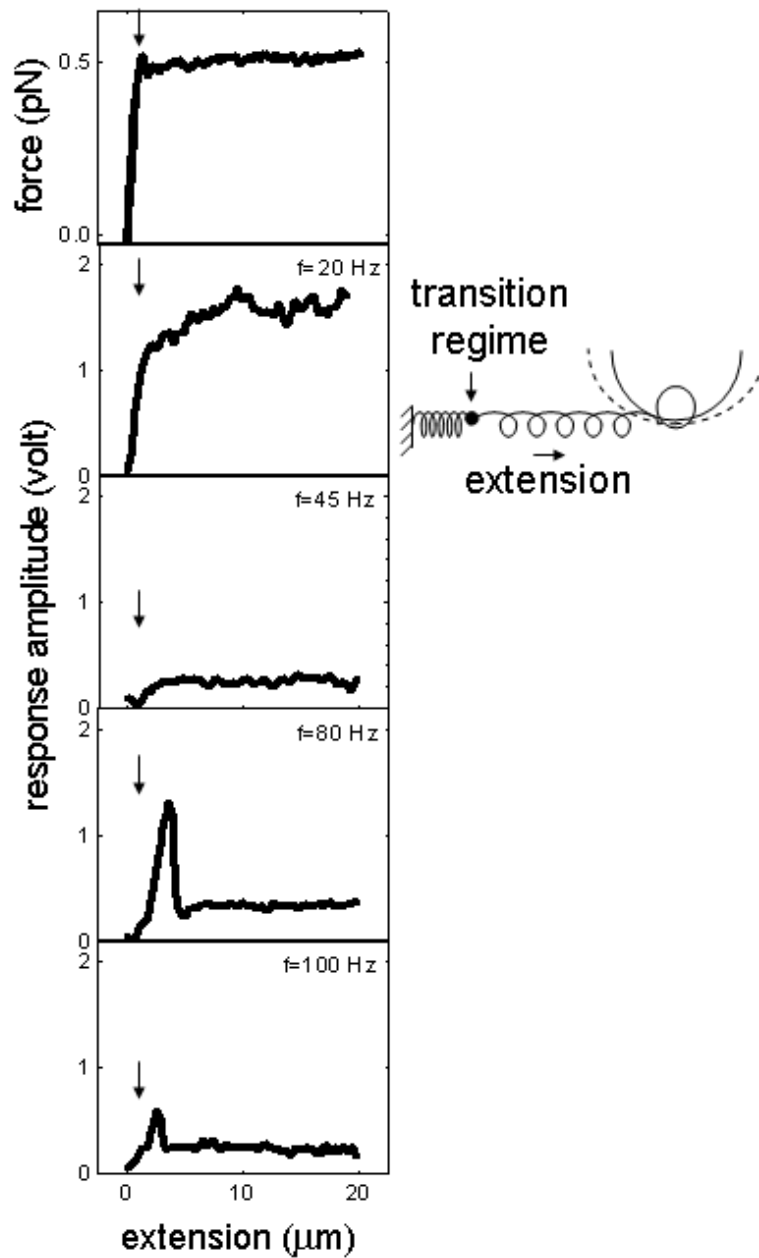 force (pN)
0.5
0.0
response amplitude (volt)
f=20 Hz
2
1
0
f=45 Hz
2
1
0
f=80 Hz
2
1
0
f=100 Hz
2
1
0
0 10 20
extension (μm)
transition
regime
extension